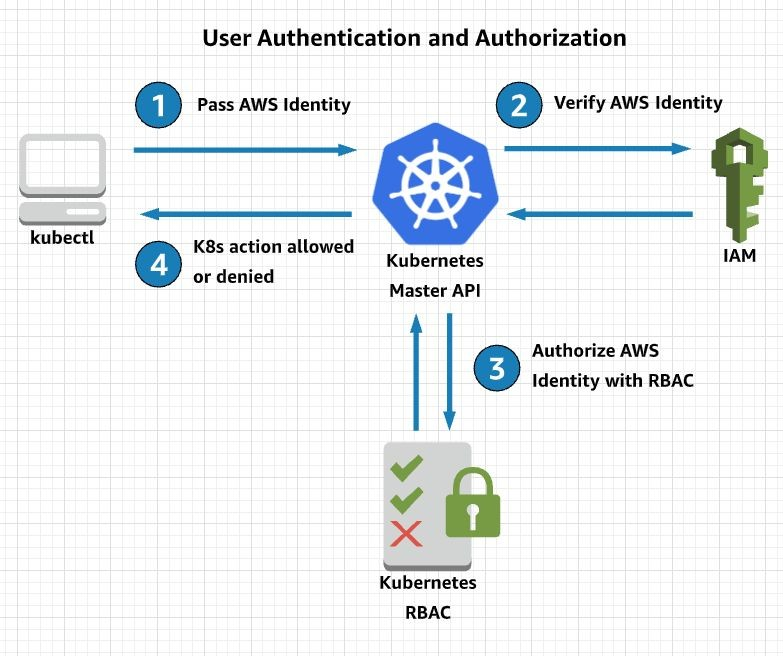 User Authentication and Authorization
1
Pass AWS Identity
2
Verify AWS Identity
kubectl
4
K8s action allowed
or denied
Kubernetes
Master API
IAM
3
Authorize AWS
Identity with RBAC
Kubernetes
RBAC